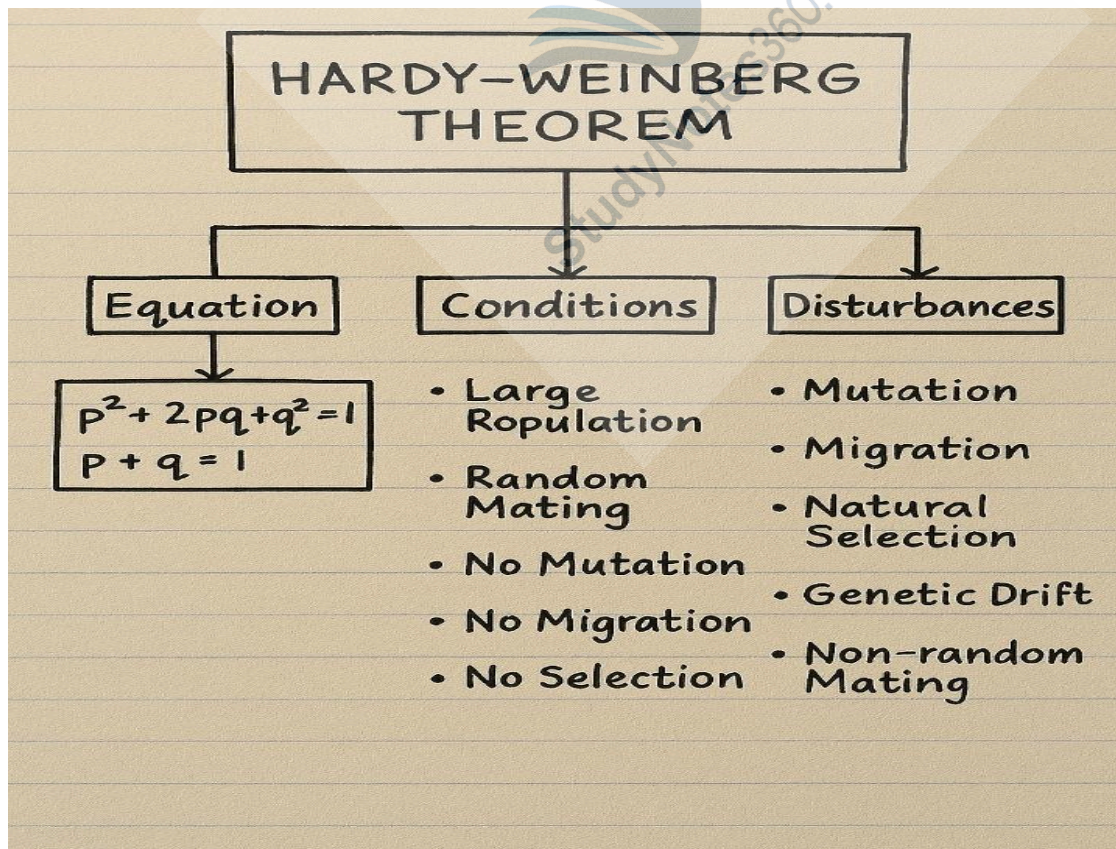 HARDY–WEINBERG
THEOREM
StudyNotes360.
Equation
Conditions
Disturbances
p² + 2pq + q² = 1
p + q = 1
• Large
Ropulation
• Random
Mating
• No Mutation
• No Migration
• No Selection
• Mutation
• Migration
• Natural
Selection
• Genetic Drift
• Non-random
Mating